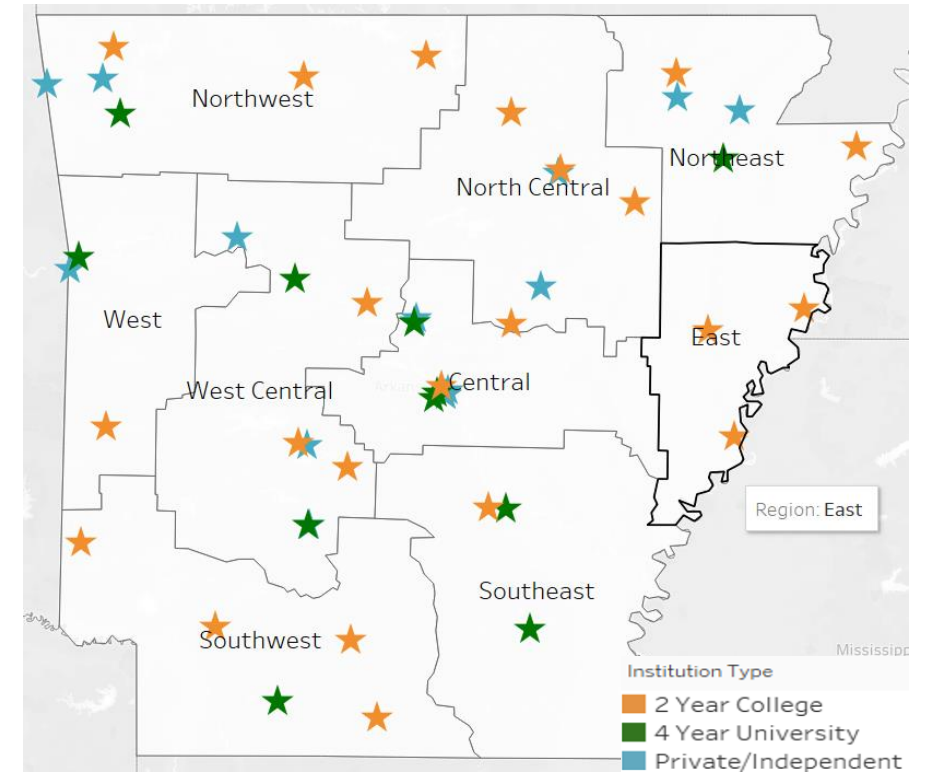 Northwest
Northeast
North Central
West
East
West Central
Central
Region: East
Southeast
Southwest
Institution Type
2 Year College
4 Year University
Private/Independent